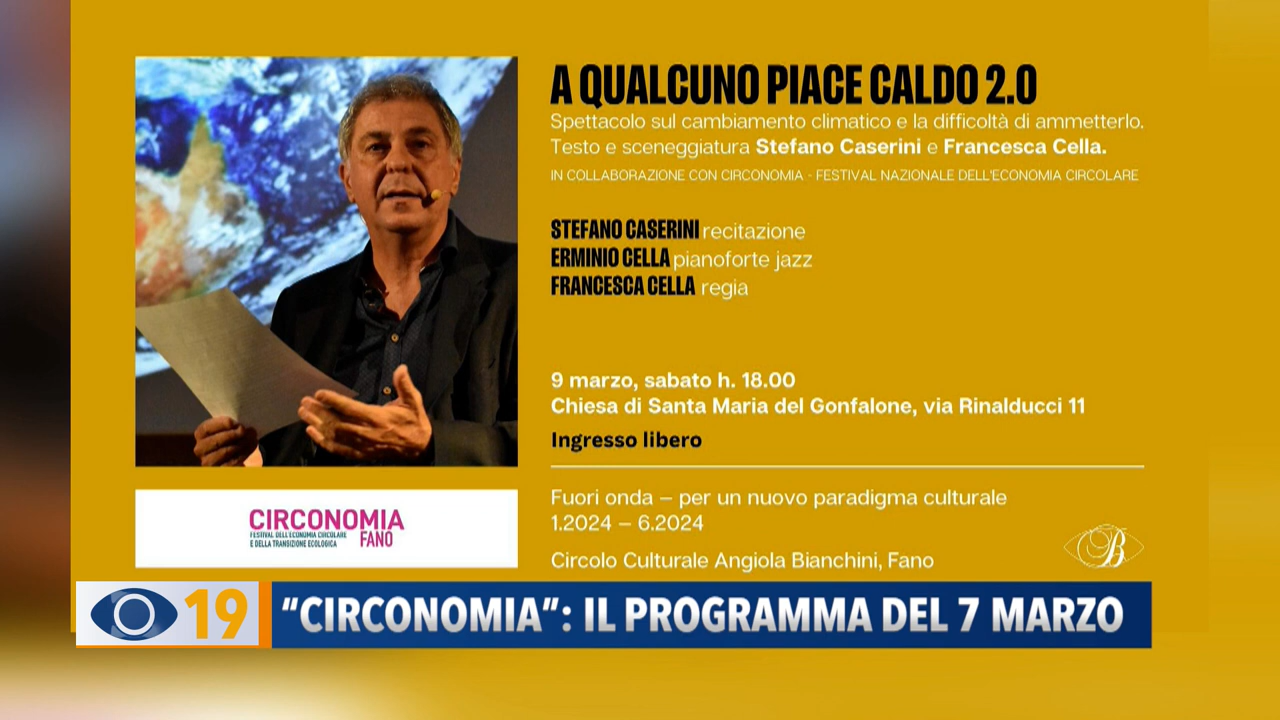 A QUALCUNO PIACE CALDO 2.0
Spettacolo sul cambiamento climatico e la difficoltà di ammetterlo.
Testo e sceneggiatura Stefano Caserini e Francesca Cella.
IN COLLABORAZIONE CON CIRCONOMIA - FESTIVAL NAZIONALE DELL'ECONOMIA CIRCOLARE
STEFANO CASERINI recitazione
ERMINIO CELLA pianoforte jazz
FRANCESCA CELLA regia
9 marzo, sabato h. 18.00
Chiesa di Santa Maria del Gonfalone, via Rinalducci 11
Ingresso libero
Fuori onda – per un nuovo paradigma culturale
1.2024 – 6.2024
Circolo Culturale Angiola Bianchini, Fano
B
CIRCONOMIA
FESTIVAL DELL'ECONOMIA CIRCOLARE
E DELLA TRANSIZIONE ECOLOGICA
FANO
19
"CIRCONOMIA": IL PROGRAMMA DEL 7 MARZO